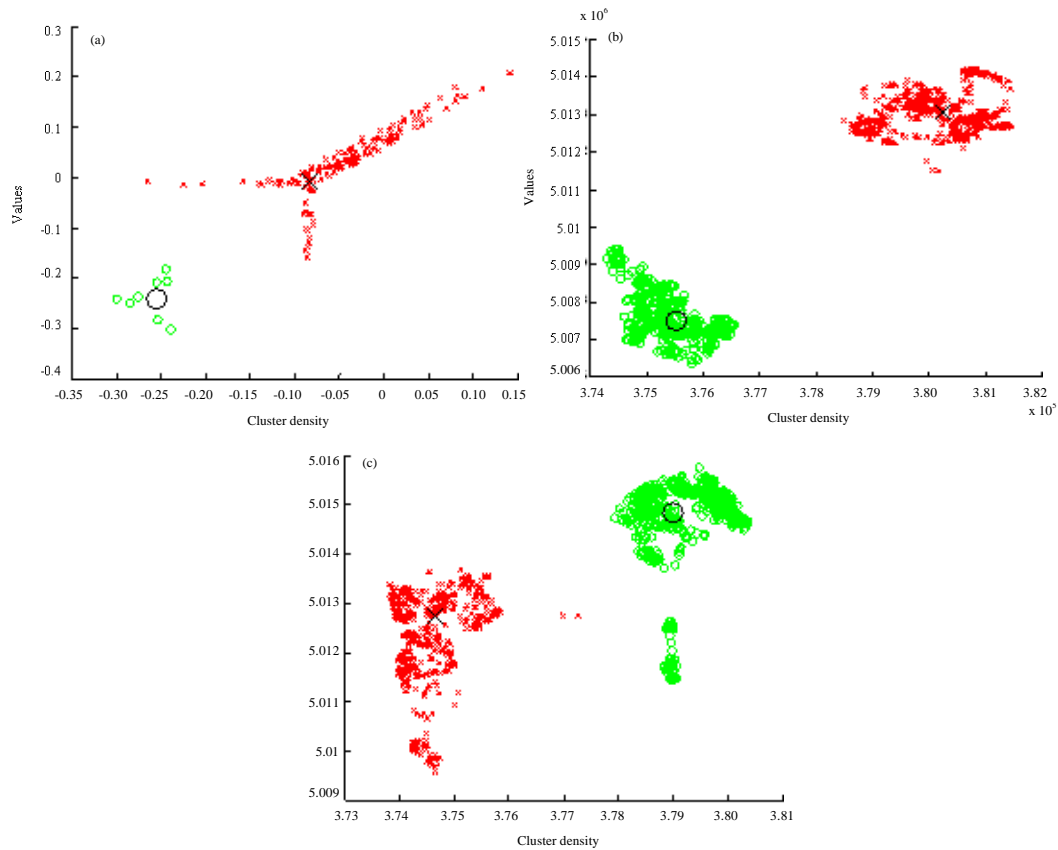 (a)
0.3
0.2
0.1
0
-0.1
-0.2
-0.3
-0.4
Values
-0.35 -0.30 -0.25 -0.20 -0.15 -0.10 -0.05 0 0.05 0.10 0.15
Cluster density
x 10⁶
(b)
5.015
5.014
5.013
5.012
5.011
5.01
5.009
5.008
5.007
5.006
Values
3.74 3.75 3.76 3.77 3.78 3.79 3.80 3.81 3.82
x 10⁵
Cluster density
(c)
5.016
5.015
5.014
5.013
5.012
5.011
5.01
5.009
3.73 3.74 3.75 3.76 3.77 3.78 3.79 3.80 3.81
Cluster density